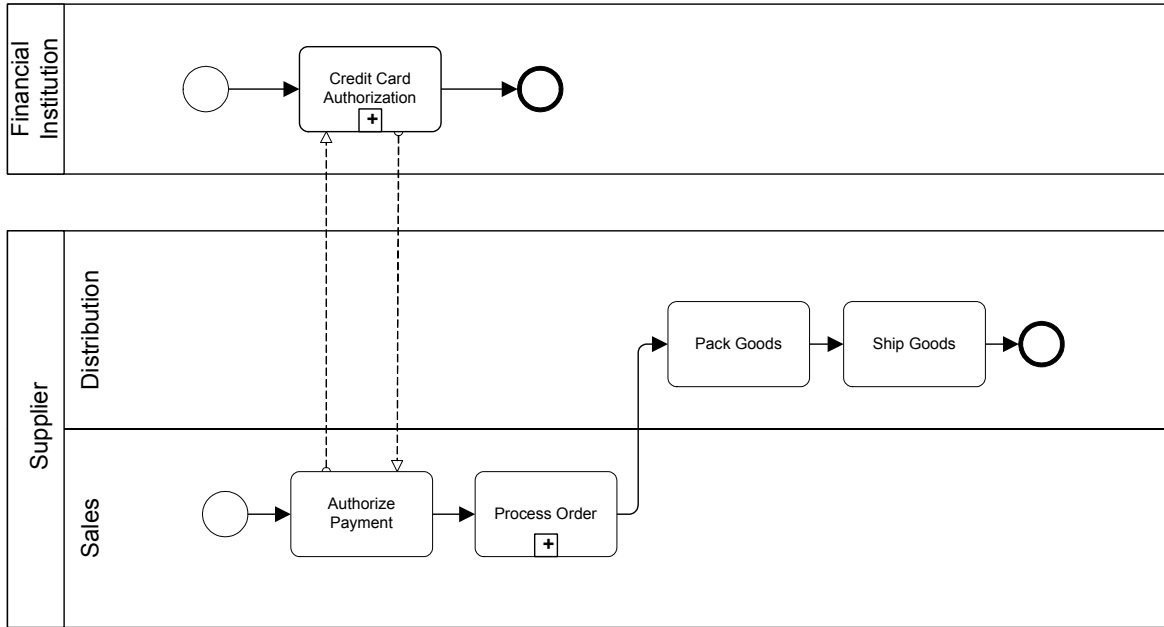 Financial
Institution
Credit Card
Authorization
+
Supplier
Distribution
Pack Goods
Ship Goods
Sales
Authorize
Payment
Process Order
+